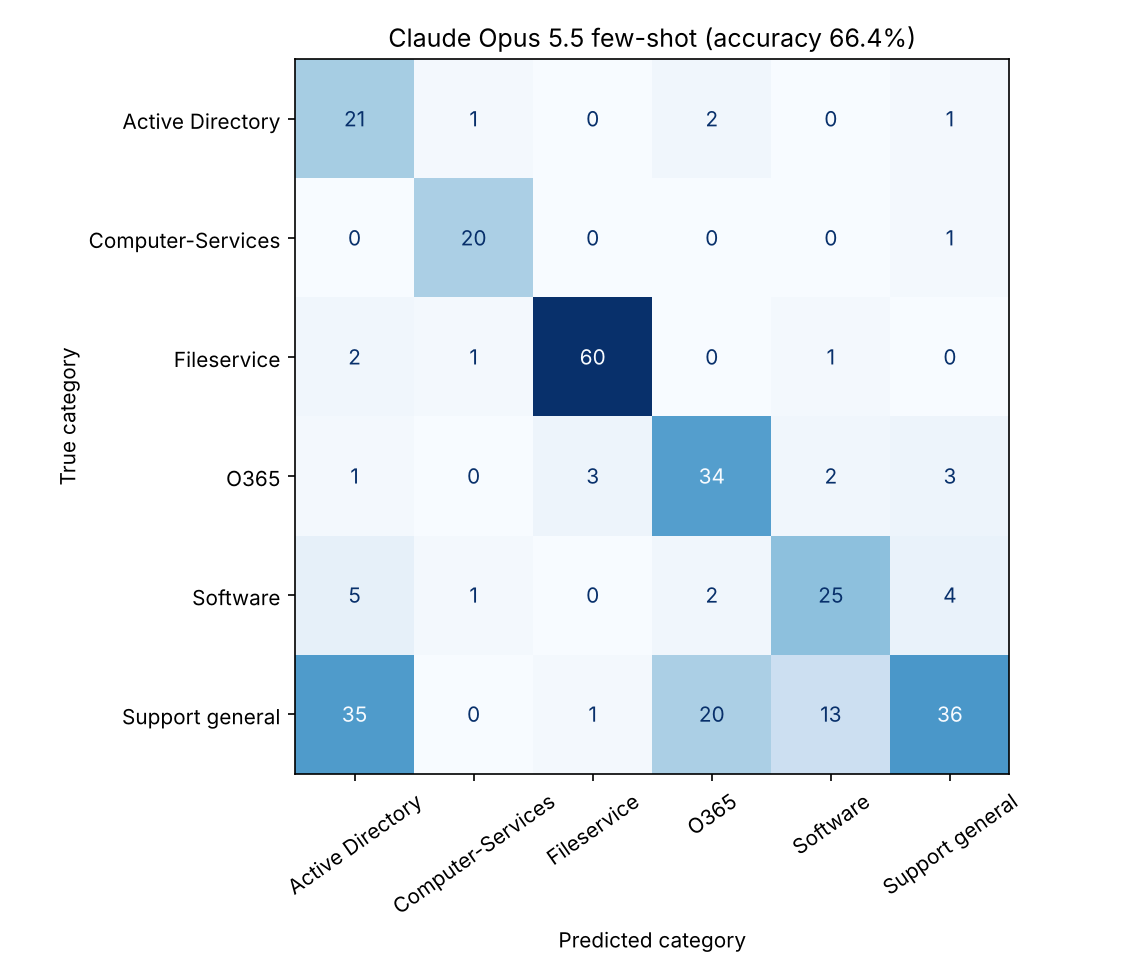 Claude Opus 5.5 few-shot (accuracy 66.4%)
True category
Active Directory 21 1 0 2 0 1
Computer-Services 0 20 0 0 0 1
Fileservice 2 1 60 0 1 0
O365 1 0 3 34 2 3
Software 5 1 0 2 25 4
Support general 35 0 1 20 13 36
Active Directory Computer-Services Fileservice O365 Software Support general
Predicted category